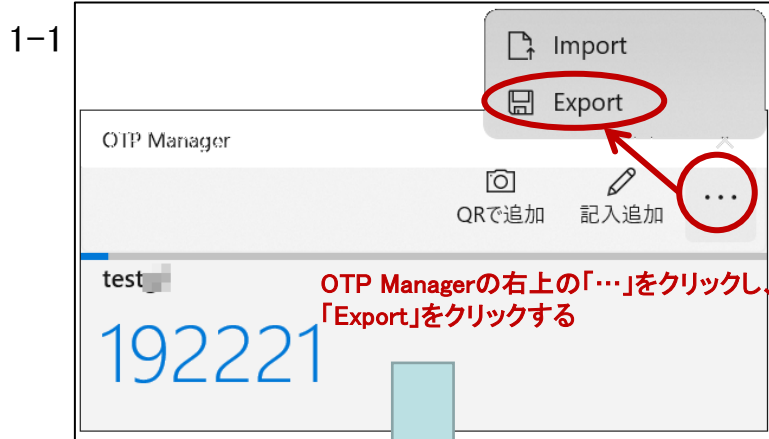 1-1
Import
Export
OTP Manager
QRで追加 記入追加 …
test
OTP Managerの右上の「…」をクリックし、
「Export」をクリックする
192221